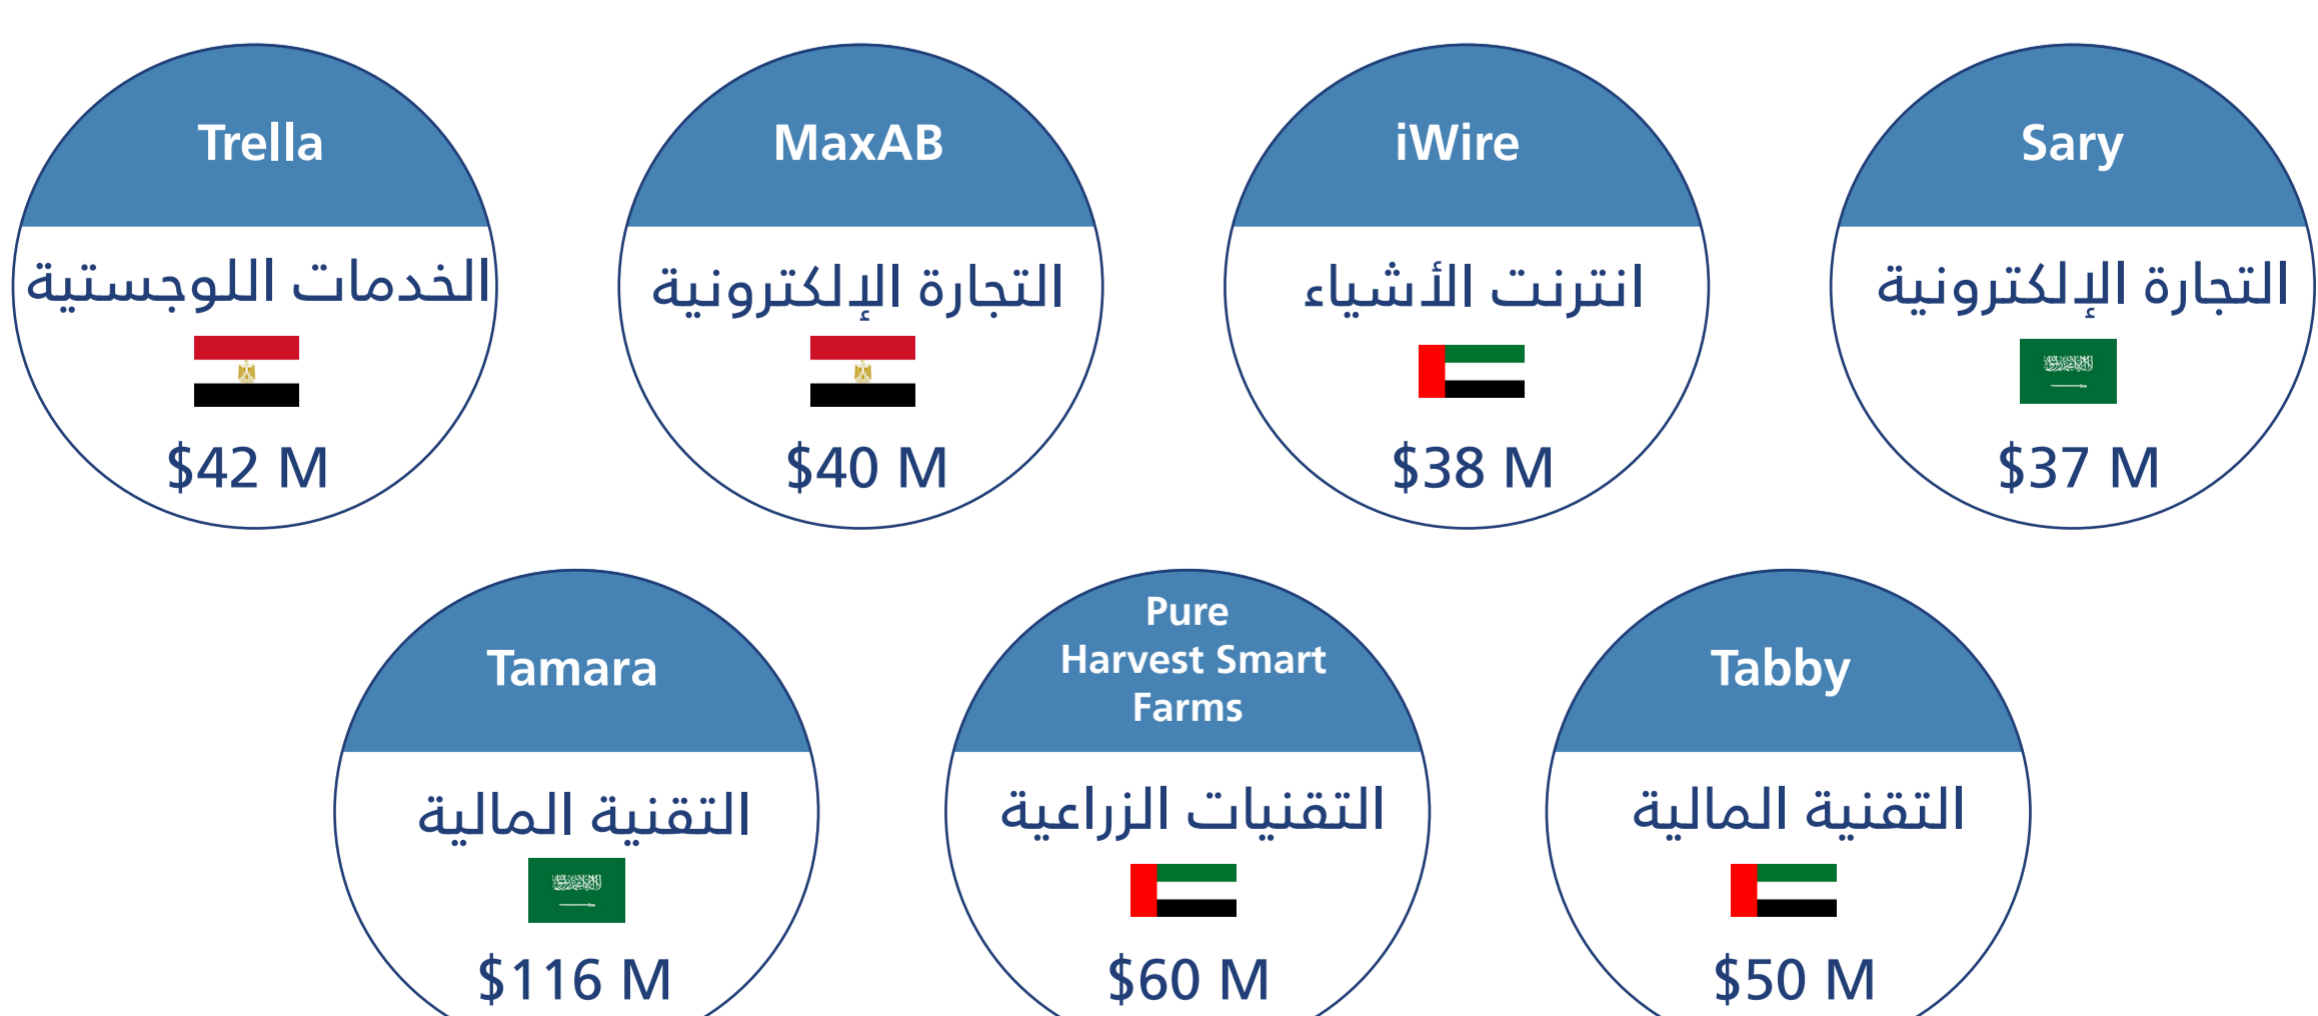 Trella
الخدمات اللوجستية
$42 M
MaxAB
التجارة الإلكترونية
$40 M
iWire
انترنت الأشياء
$38 M
Sary
التجارة الإلكترونية
$37 M
Tamara
التقنية المالية
$116 M
Pure
Harvest Smart
Farms
التقنيات الزراعية
$60 M
Tabby
التقنية المالية
$50 M